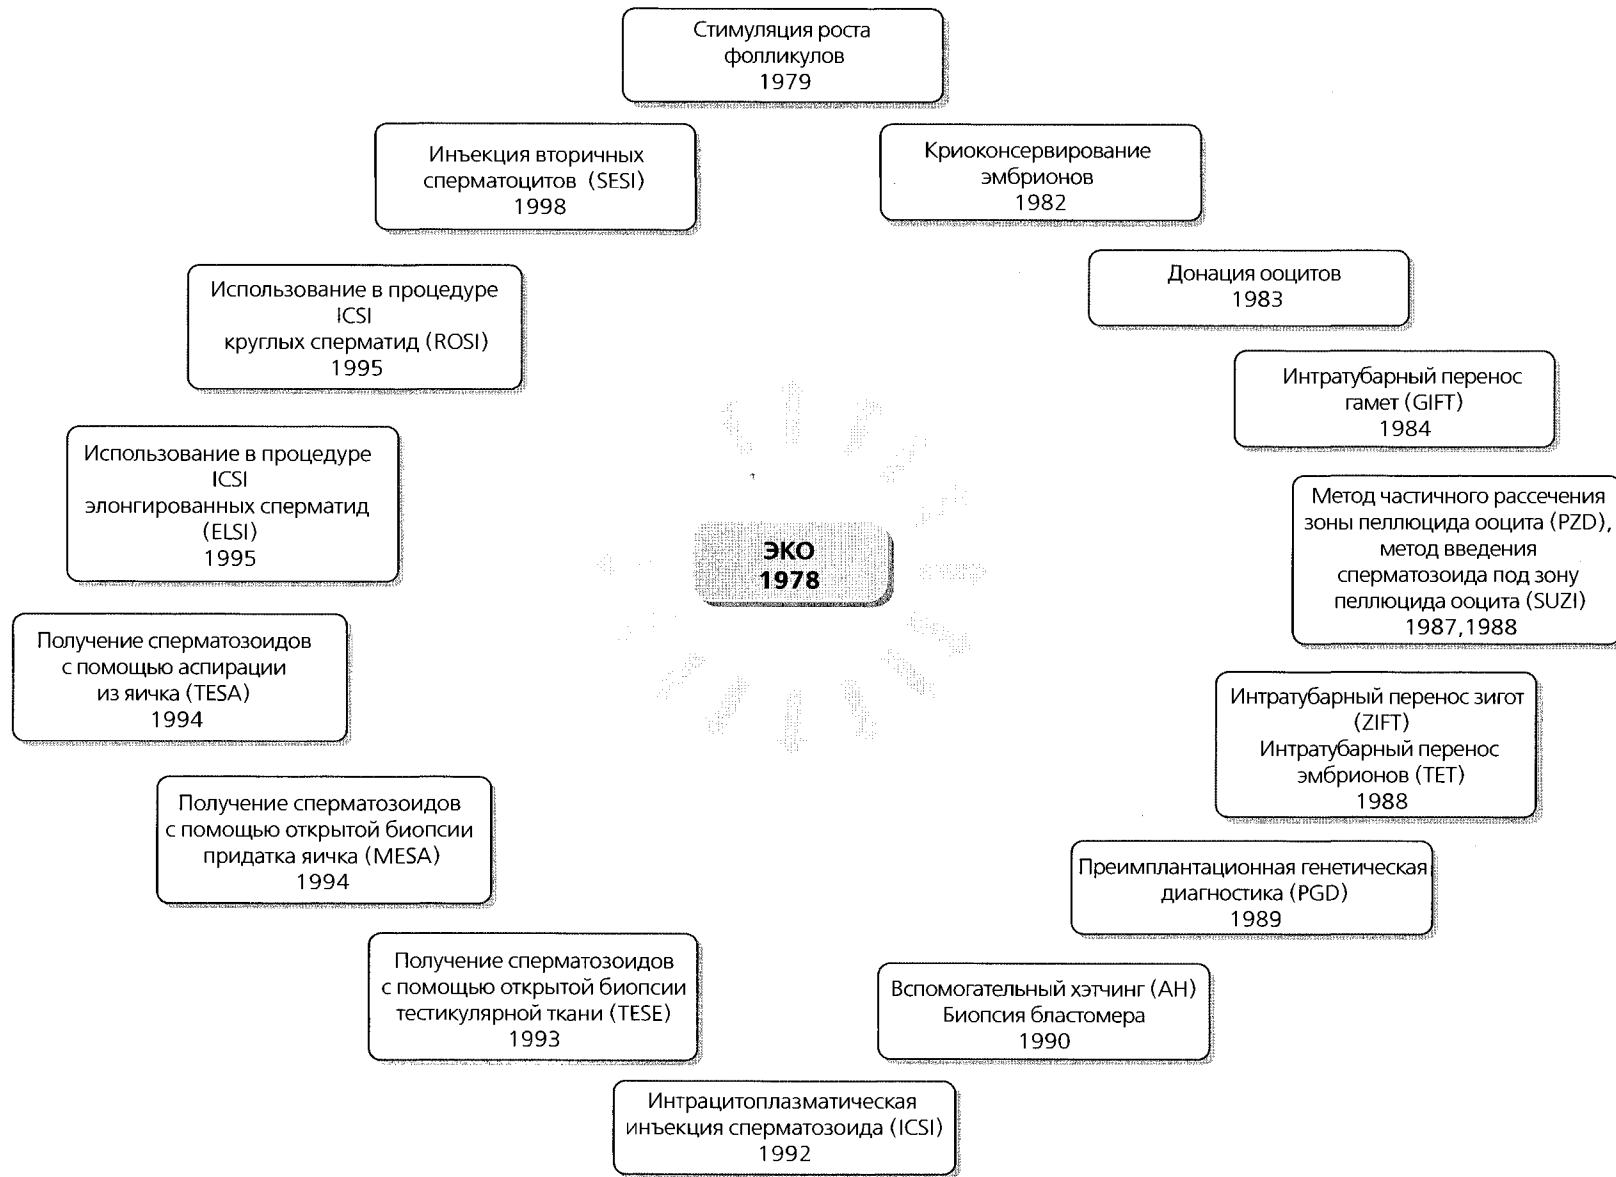 Стимуляция роста
фолликулов
1979
Криоконсервирование
эмбрионов
1982
Донация ооцитов
1983
Интратубарный перенос
гамет (GIFT)
1984
Метод частичного рассечения
зоны пеллюцида ооцита (PZD),
метод введения
сперматозоида под зону
пеллюцида ооцита (SUZI)
1987,1988
Интратубарный перенос зигот
(ZIFT)
Интратубарный перенос
эмбрионов (TET)
1988
Преимплантационная генетическая
диагностика (PGD)
1989
Вспомогательный хэтчинг (AH)
Биопсия бластомера
1990
Интрацитоплазматическая
инъекция сперматозоида (ICSI)
1992
Получение сперматозоидов
с помощью открытой биопсии
тестикулярной ткани (TESE)
1993
Получение сперматозоидов
с помощью открытой биопсии
придатка яичка (MESA)
1994
Получение сперматозоидов
с помощью аспирации
из яичка (TESA)
1994
Использование в процедуре
ICSI
элонгированных сперматид
(ELSI)
1995
Использование в процедуре
ICSI
круглых сперматид (ROSI)
1995
Инъекция вторичных
сперматоцитов (SESI)
1998
ЭКО
1978